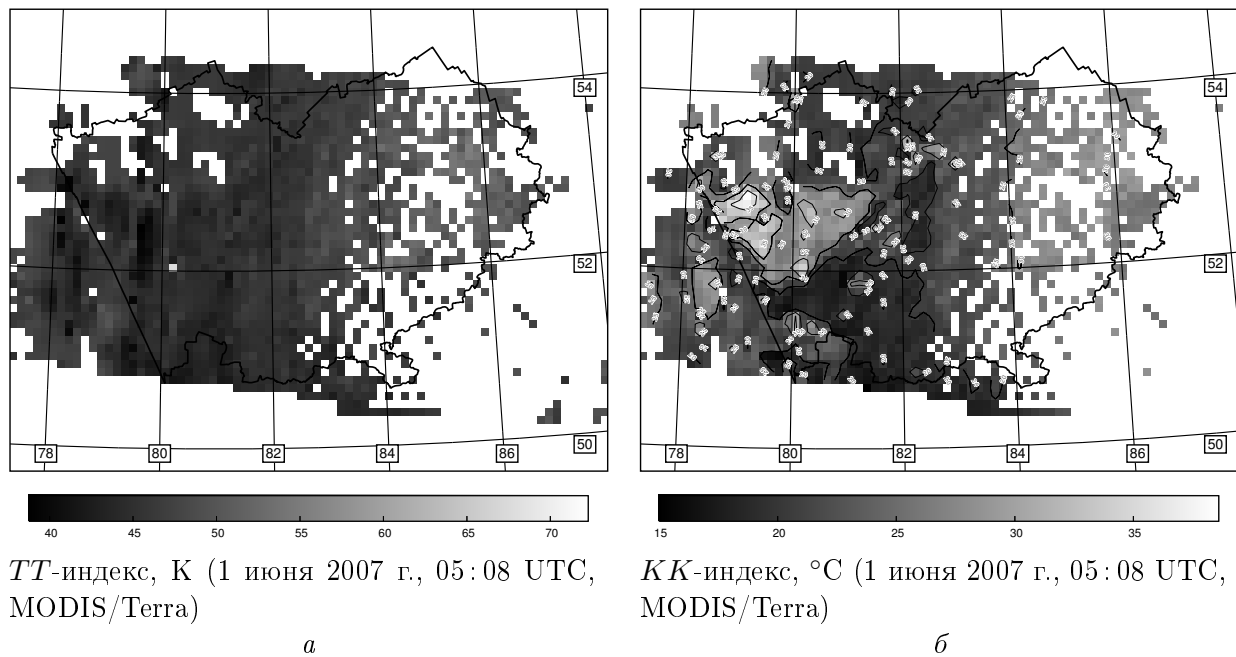 54
52
50
78 80 82 84 86
40 45 50 55 60 65 70
TT-индекс, K (1 июня 2007 г., 05:08 UTC,
MODIS/Terra)
а
54
52
50
78 80 82 84 86
15 20 25 30 35
KK-индекс, °C (1 июня 2007 г., 05:08 UTC,
MODIS/Terra)
б